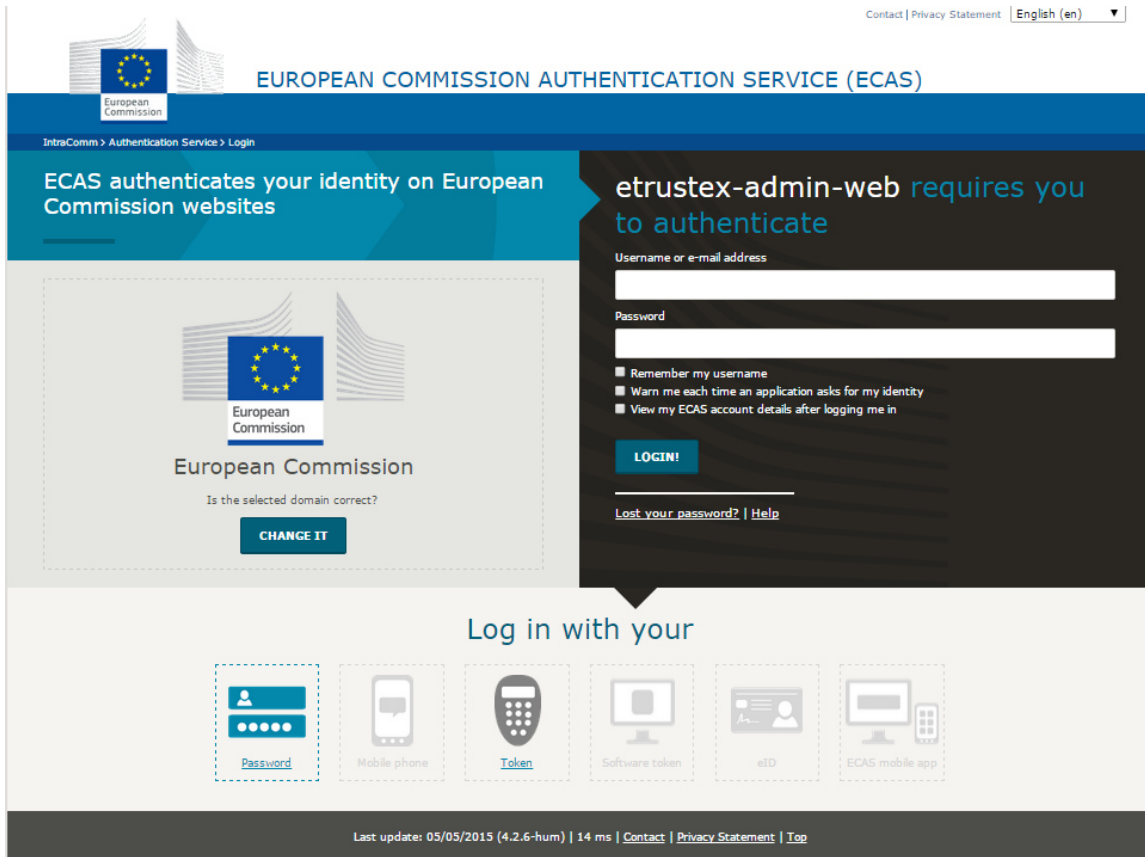 Contact | Privacy Statement English (en)
European
Commission
EUROPEAN COMMISSION AUTHENTICATION SERVICE (ECAS)
IntraComm > Authentication Service > Login
ECAS authenticates your identity on European
Commission websites
European
Commission
European Commission
Is the selected domain correct?
CHANGE IT
etrustex-admin-web requires you
to authenticate
Username or e-mail address
Password
Remember my username
Warn me each time an application asks for my identity
View my ECAS account details after logging me in
LOGIN!
Lost your password? | Help
Log in with your
Password
Mobile phone
Token
Software token
eID
ECAS mobile app
Last update: 05/05/2015 (4.2.6-hum) | 14 ms | Contact | Privacy Statement | Top